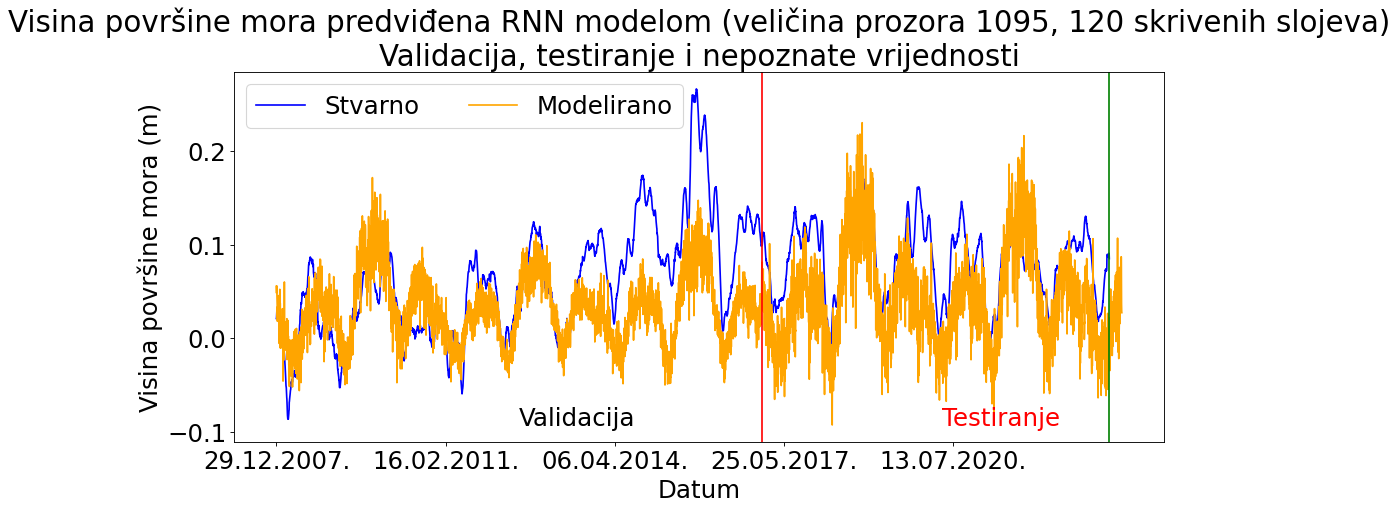 Visina površine mora predviđena RNN modelom (veličina prozora 1095, 120 skrivenih slojeva)
Validacija, testiranje i nepoznate vrijednosti
Stvarno
Modelirano
Visina površine mora (m)
0.2
0.1
0.0
−0.1
Validacija
Testiranje
29.12.2007.
16.02.2011.
06.04.2014.
25.05.2017.
13.07.2020.
Datum